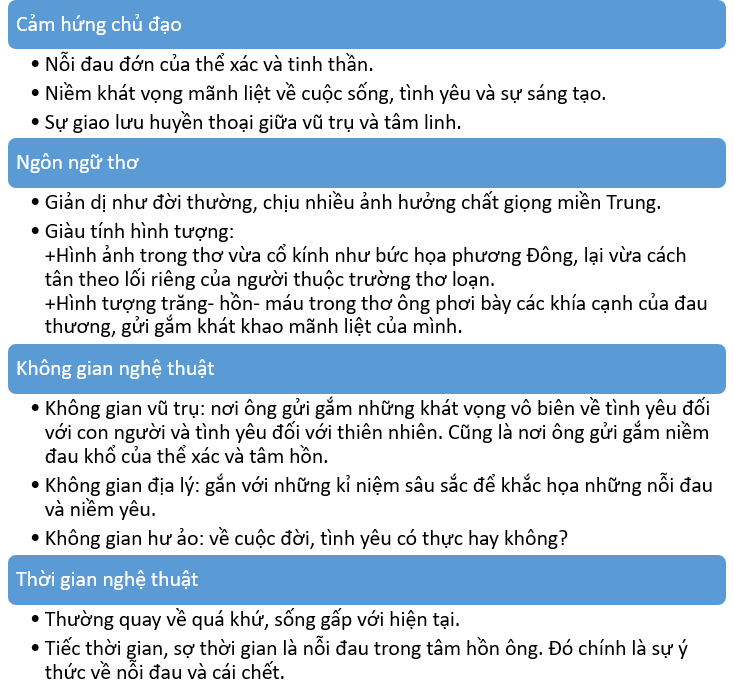 Cảm hứng chủ đạo
• Nỗi đau đớn của thể xác và tinh thần.
• Niềm khát vọng mãnh liệt về cuộc sống, tình yêu và sự sáng tạo.
• Sự giao lưu huyền thoại giữa vũ trụ và tâm linh.
Ngôn ngữ thơ
• Giản dị như đời thường, chịu nhiều ảnh hưởng chất giọng miền Trung.
• Giàu tính hình tượng:
+Hình ảnh trong thơ vừa cổ kính như bức họa phương Đông, lại vừa cách
tân theo lối riêng của người thuộc trường thơ loạn.
+Hình tượng trăng- hồn- máu trong thơ ông phơi bày các khía cạnh của đau
thương, gửi gắm khát khao mãnh liệt của mình.
Không gian nghệ thuật
• Không gian vũ trụ: nơi ông gửi gắm những khát vọng vô biên về tình yêu đối
với con người và tình yêu đối với thiên nhiên. Cũng là nơi ông gửi gắm niềm
đau khổ của thể xác và tâm hồn.
• Không gian địa lý: gắn với những kỉ niệm sâu sắc để khắc họa những nỗi đau
và niềm yêu.
• Không gian hư ảo: về cuộc đời, tình yêu có thực hay không?
Thời gian nghệ thuật
• Thường quay về quá khứ, sống gấp với hiện tại.
• Tiếc thời gian, sợ thời gian là nỗi đau trong tâm hồn ông. Đó chính là sự ý
thức về nỗi đau và cái chết.